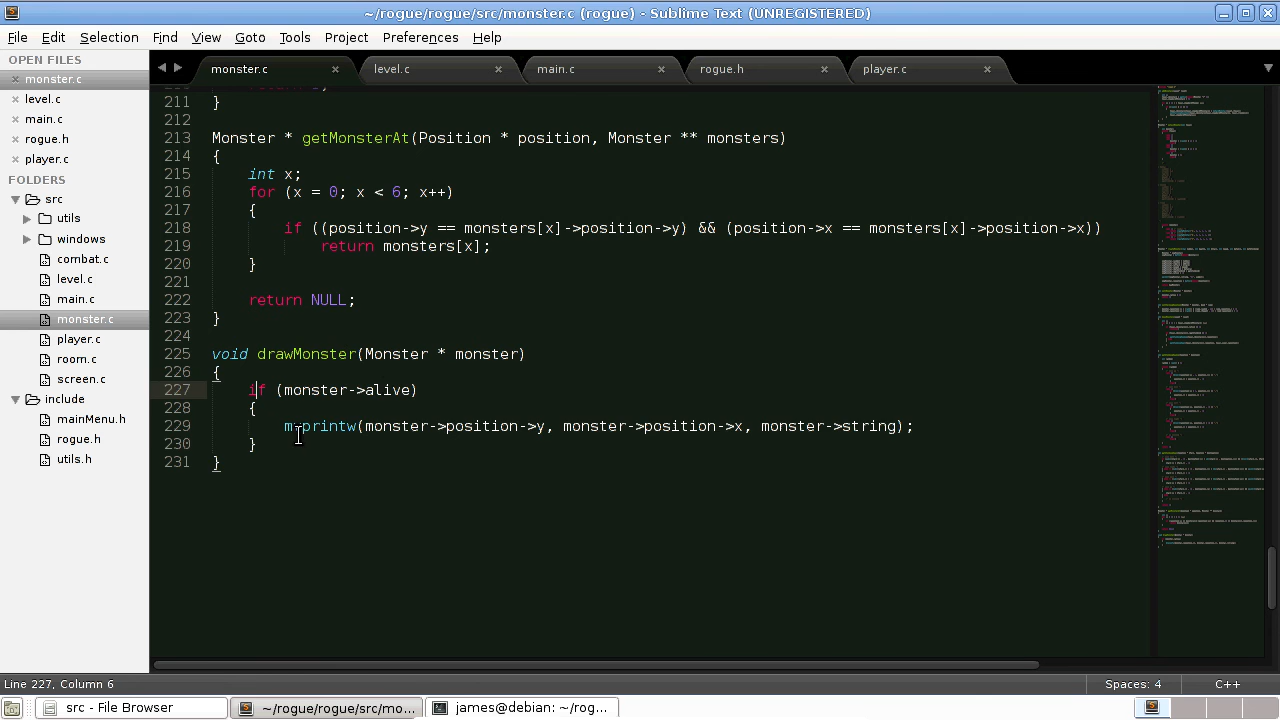 ~/rogue/rogue/src/monster.c (rogue) - Sublime Text (UNREGISTERED)
File Edit Selection Find View Goto Tools Project Preferences Help
OPEN FILES
monster.c
level.c
main.c
rogue.h
player.c
FOLDERS
src
utils
windows
combat.c
level.c
main.c
monster.c
player.c
room.c
screen.c
include
mainMenu.h
rogue.h
utils.h
monster.c level.c main.c rogue.h player.c
211 }
212
213 Monster * getMonsterAt(Position * position, Monster ** monsters)
214 {
215 int x;
216 for (x = 0; x < 6; x++)
217 {
218 if ((position->y == monsters[x]->position->y) && position->x == monsters[x]->position->x))
219 return monsters[x];
220 }
221
222 return NULL;
223 }
224
225 void drawMonster(Monster * monster)
226 {
227 if (monster->alive)
228 {
229 mvprintw(monster->position->y, monster->position->x, monster->string);
230 }
231 }
Line 227, Column 6
Spaces: 4
C++
src - File Browser
~/rogue/rogue/src/mo...
james@debian: ~/rog...